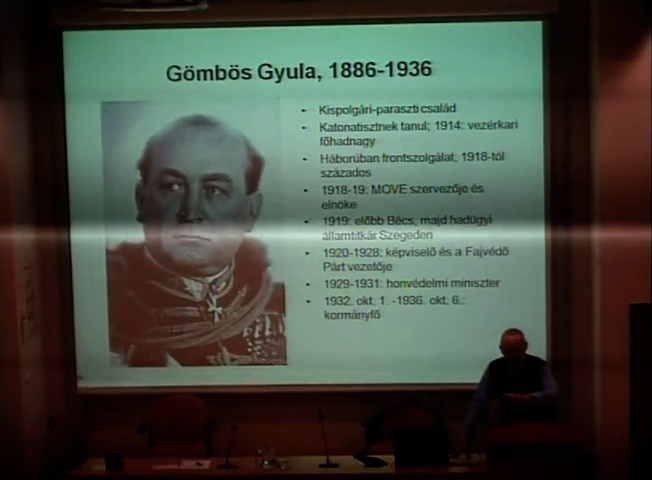 Gömbös Gyula, 1886-1936
• Kispolgári-paraszti család
• Katonatisztnek tanul; 1914: vezérkari
főhadnagy
• Háborúban frontszolgálat, 1918-tól
százados
• 1918-19: MOVE szervezője és
elnöke
• 1919: előbb Bécs, majd hadügyi
államtitkár Szegeden
• 1920-1928: képviselő és a Fajvédő
Párt vezetője
• 1929-1931: honvédelmi miniszter
• 1932. okt. 1. -1936. okt. 6.:
kormányfő